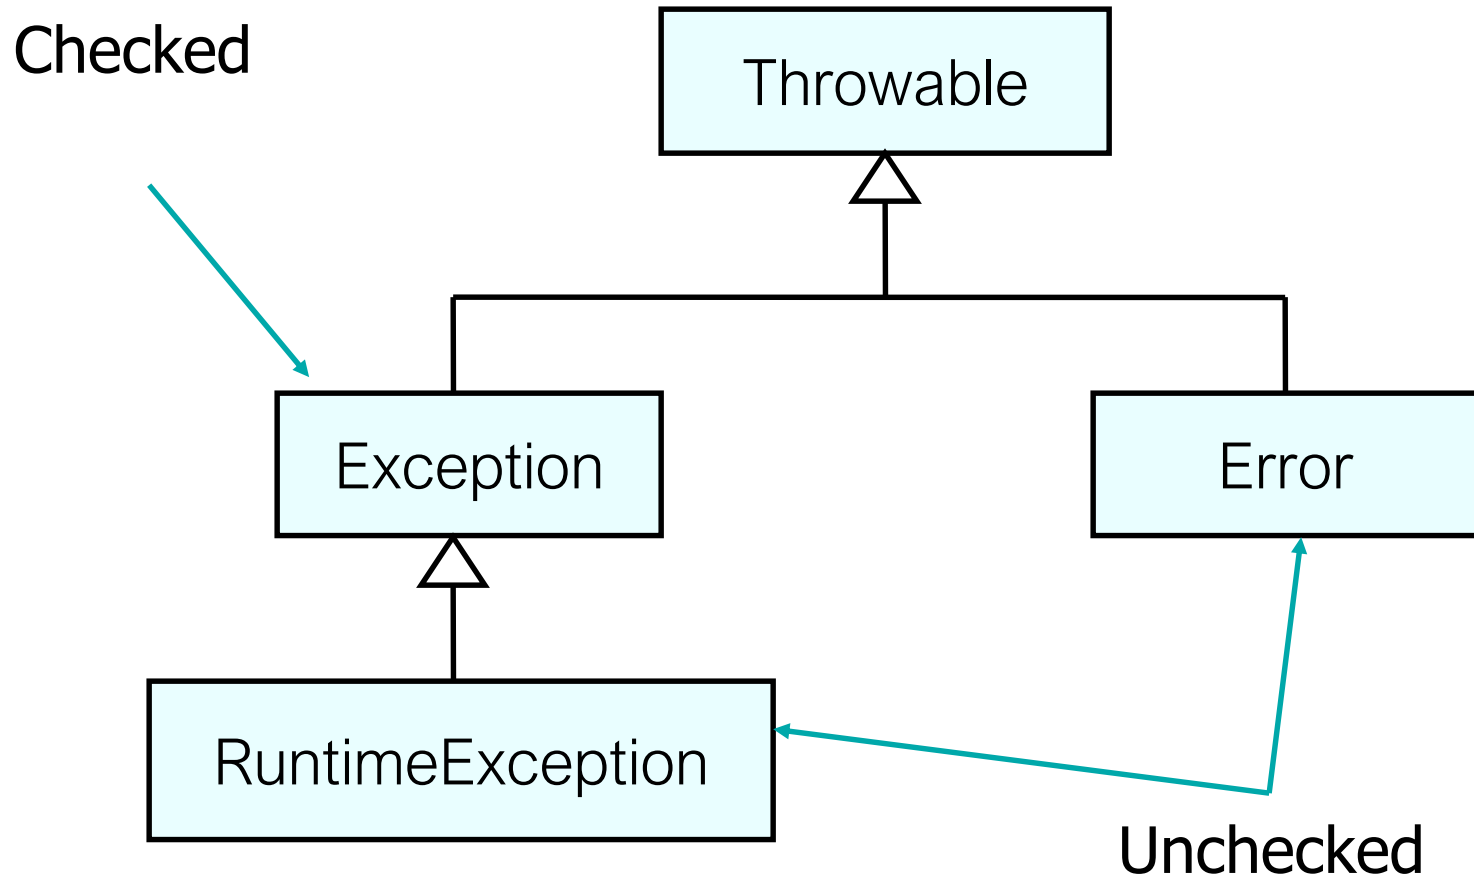 Checked
Throwable
Exception
Error
RuntimeException
Unchecked